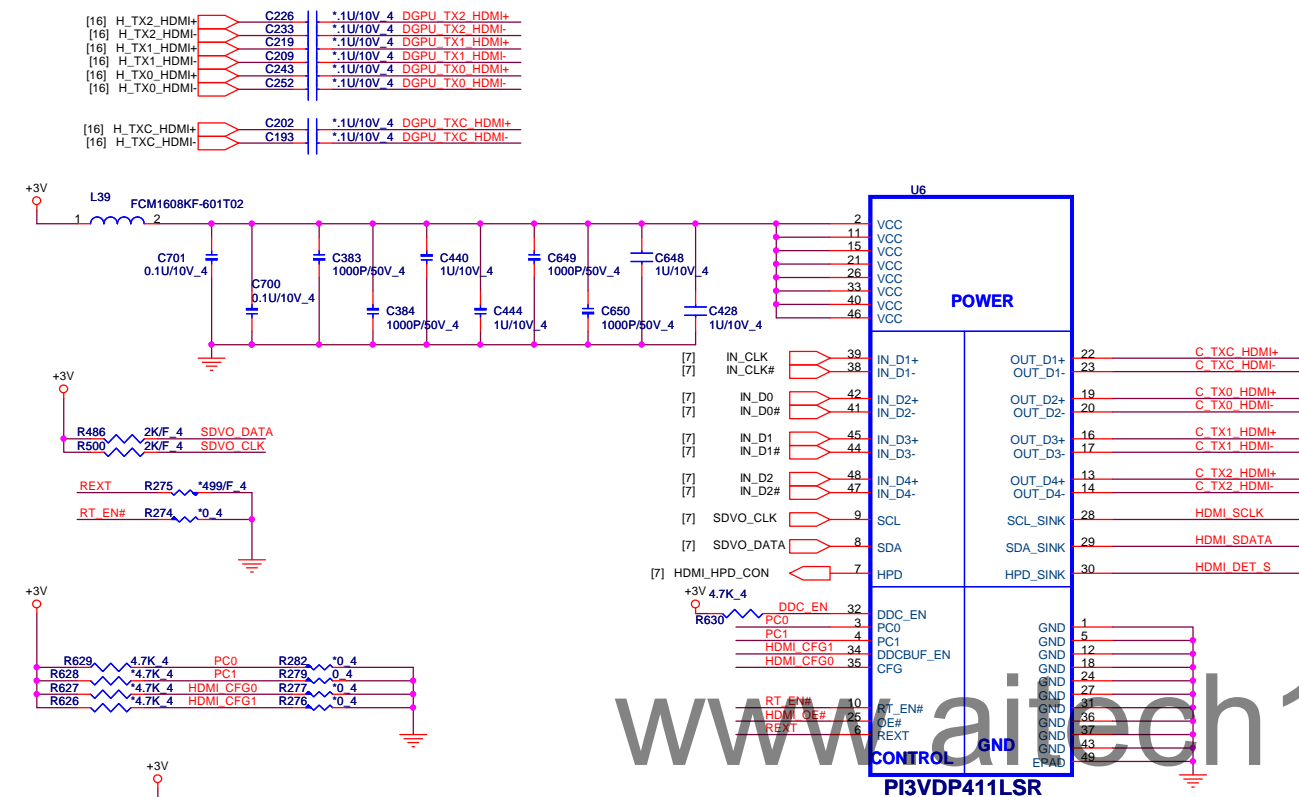 [16] H_TX2_HDMI+ C226 *.1U/10V_4 DGPU_TX2_HDMI+
[16] H_TX2_HDMI- C233 *.1U/10V_4 DGPU_TX2_HDMI-
[16] H_TX1_HDMI+ C219 *.1U/10V_4 DGPU_TX1_HDMI+
[16] H_TX1_HDMI- C209 *.1U/10V_4 DGPU_TX1_HDMI-
[16] H_TX0_HDMI+ C243 *.1U/10V_4 DGPU_TX0_HDMI+
[16] H_TX0_HDMI- C252 *.1U/10V_4 DGPU_TX0_HDMI-
[16] H_TXC_HDMI+ C202 *.1U/10V_4 DGPU_TXC_HDMI+
[16] H_TXC_HDMI- C193 *.1U/10V_4 DGPU_TXC_HDMI-
+3V
L39
FCM1608KF-601T02
1 2
C701
0.1U/10V_4
C700
0.1U/10V_4
C383
1000P/50V_4
C384
1000P/50V_4
C440
1U/10V_4
C444
1U/10V_4
C649
1000P/50V_4
C650
1000P/50V_4
C648
1U/10V_4
C428
1U/10V_4
U6
2 VCC
11 VCC
15 VCC
21 VCC
26 VCC
33 VCC
40 VCC
46 VCC
POWER
[7] IN_CLK 39 IN_D1+ OUT_D1+ 22 C_TXC_HDMI+
[7] IN_CLK# 38 IN_D1- OUT_D1- 23 C_TXC_HDMI-
[7] IN_D0 42 IN_D2+ OUT_D2+ 19 C_TX0_HDMI+
[7] IN_D0# 41 IN_D2- OUT_D2- 20 C_TX0_HDMI-
[7] IN_D1 45 IN_D3+ OUT_D3+ 16 C_TX1_HDMI+
[7] IN_D1# 44 IN_D3- OUT_D3- 17 C_TX1_HDMI-
[7] IN_D2 48 IN_D4+ OUT_D4+ 13 C_TX2_HDMI+
[7] IN_D2# 47 IN_D4- OUT_D4- 14 C_TX2_HDMI-
[7] SDVO_CLK 9 SCL SCL_SINK 28 HDMI_SCLK
[7] SDVO_DATA 8 SDA SDA_SINK 29 HDMI_SDATA
[7] HDMI_HPD_CON 7 HPD HPD_SINK 30 HDMI_DET_S
+3V 4.7K_4
R630 DDC_EN 32 DDC_EN
PC0 3 PC0
PC1 4 PC1
HDMI_CFG1 34 DDCBUF_EN
HDMI_CFG0 35 CFG
RT_EN# 10 RT_EN#
HDMI_OE# 25 OE#
REXT 6 REXT
GND 1
GND 5
GND 12
GND 18
GND 24
GND 27
GND 31
GND 36
GND 37
GND 43
EPAD 49
CONTROL GND
PI3VDP411LSR
+3V
R486 2K/F_4 SDVO_DATA
R500 2K/F_4 SDVO_CLK
REXT R275 *499/F_4
RT_EN# R274 *0_4
+3V
R629 4.7K_4 PC0 R282 *0_4
R628 *4.7K_4 PC1 R279 0_4
R627 *4.7K_4 HDMI_CFG0 R277 *0_4
R626 *4.7K_4 HDMI_CFG1 R276 *0_4
+3V
www.aitech1